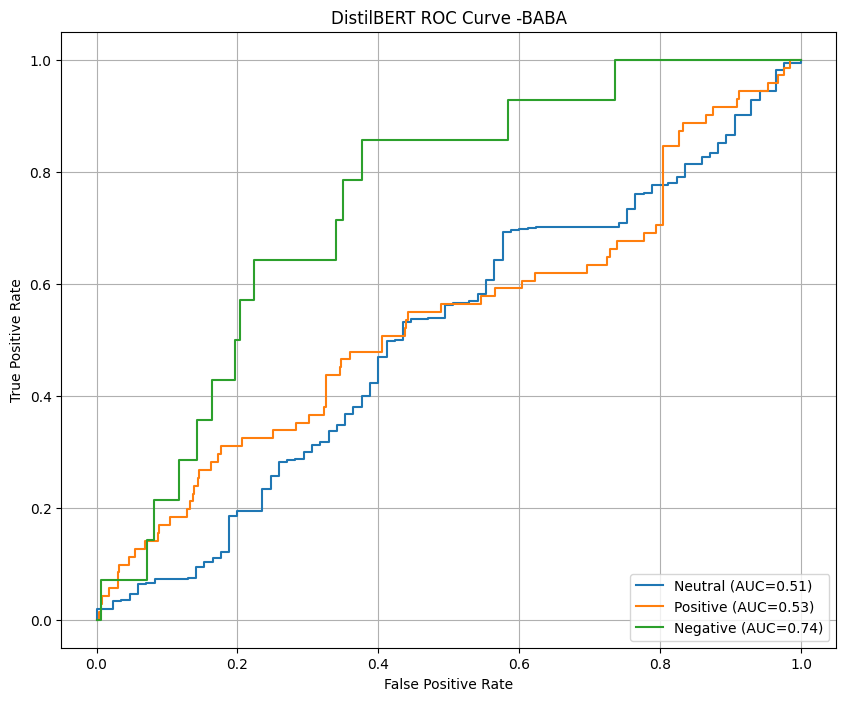 DistilBERT ROC Curve -BABA
True Positive Rate
1.0
0.8
0.6
0.4
0.2
0.0
0.0 0.2 0.4 0.6 0.8 1.0
False Positive Rate
Neutral (AUC=0.51)
Positive (AUC=0.53)
Negative (AUC=0.74)